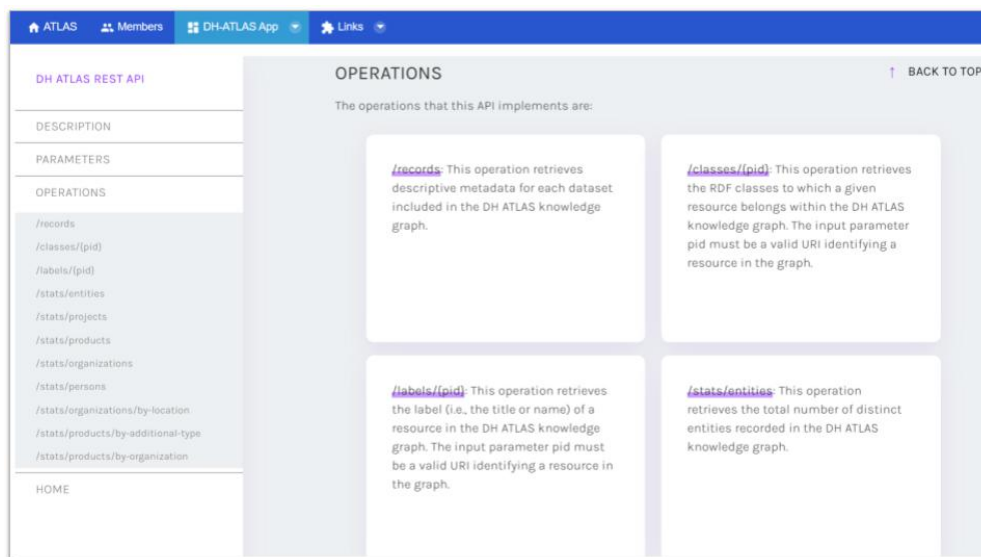 ATLAS Members DH-ATLAS App Links
DH ATLAS REST API
DESCRIPTION
PARAMETERS
OPERATIONS
/records
/classes/{pid}
/labels/{pid}
/stats/entities
/stats/projects
/stats/products
/stats/organizations
/stats/persons
/stats/organizations/by-location
/stats/products/by-additional-type
/stats/products/by-organization
HOME
OPERATIONS
↑ BACK TO TOP
The operations that this API implements are:
/records: This operation retrieves
descriptive metadata for each dataset
included in the DH ATLAS knowledge
graph.
/classes/{pid}: This operation retrieves
the RDF classes to which a given
resource belongs within the DH ATLAS
knowledge graph. The input parameter
pid must be a valid URI identifying a
resource in the graph.
/labels/{pid}: This operation retrieves
the label (i.e., the title or name) of a
resource in the DH ATLAS knowledge
graph. The input parameter pid must
be a valid URI identifying a resource in
the graph.
/stats/entities: This operation
retrieves the total number of distinct
entities recorded in the DH ATLAS
knowledge graph.